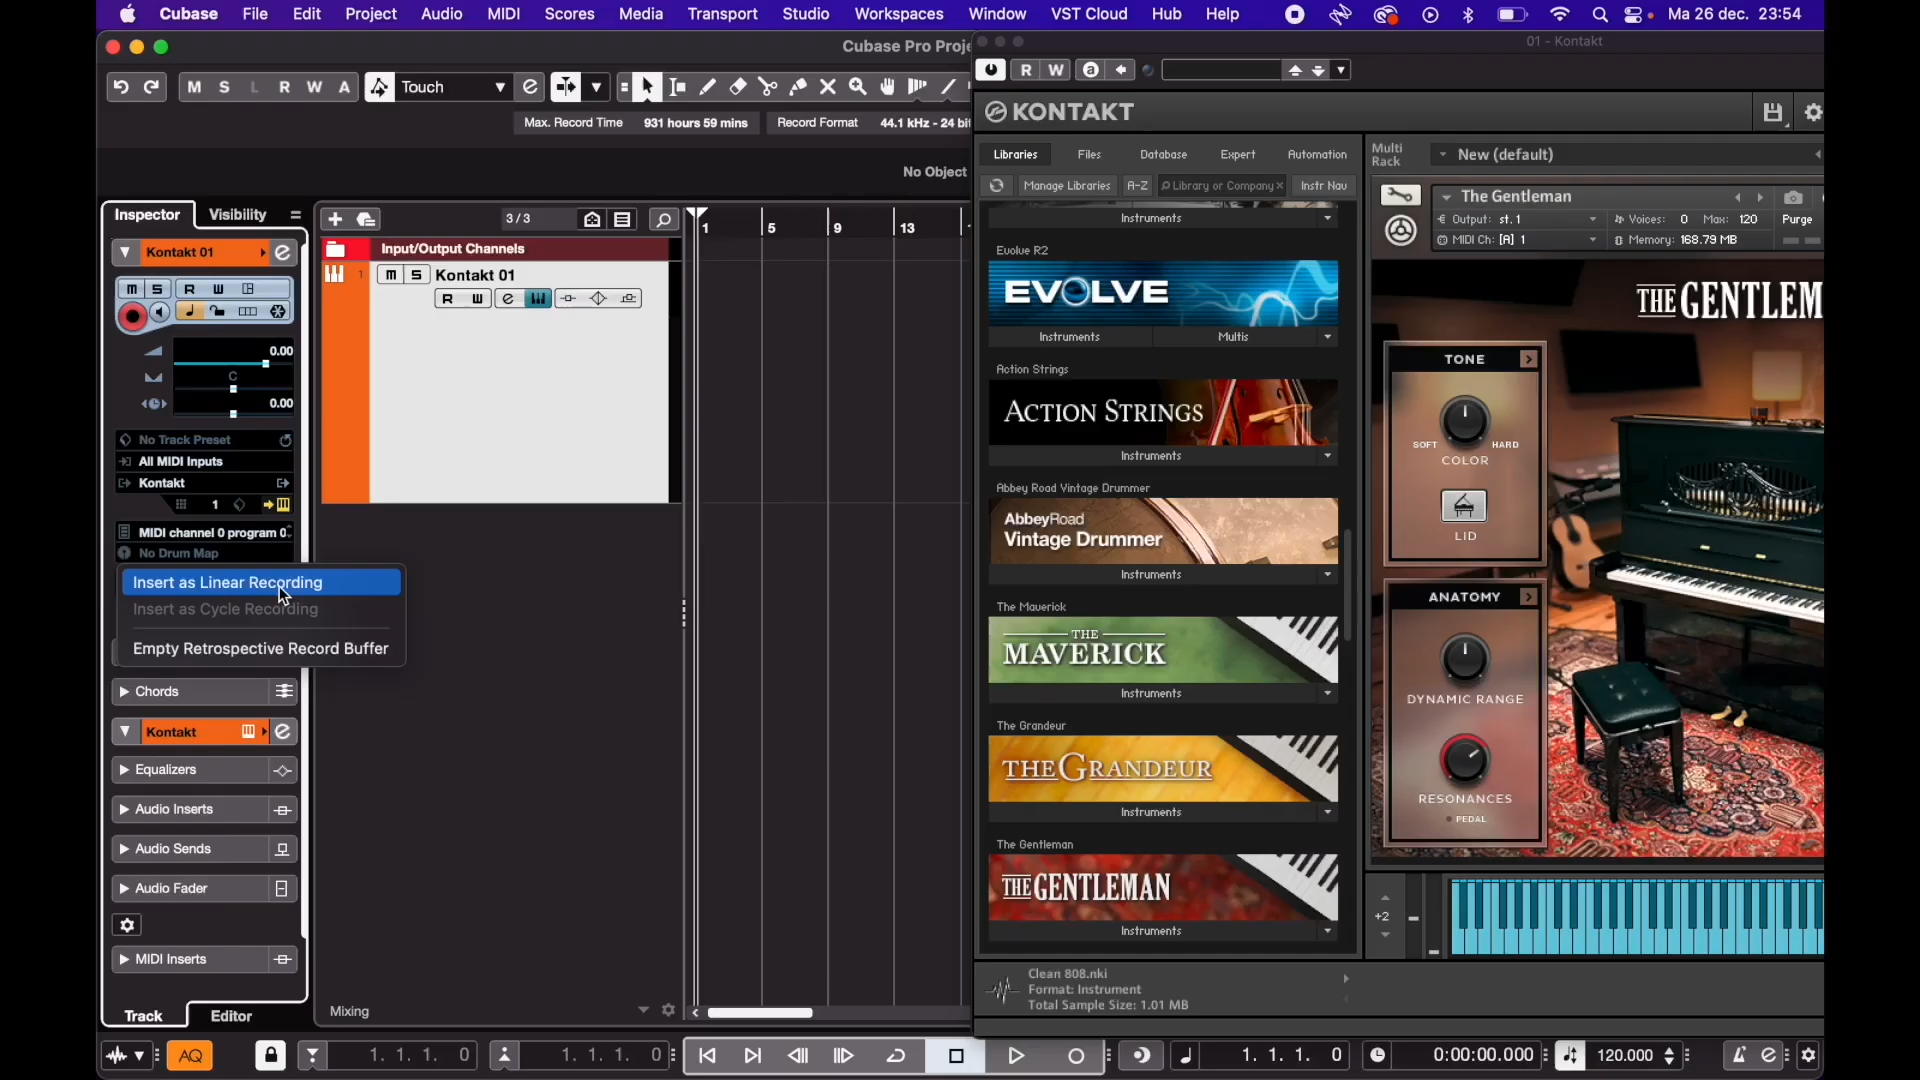 Cubase File Edit Project Audio MIDI Scores Media Transport Studio Workspaces Window VST Cloud Hub Help Ma 26 dec. 23:54
Cubase Pro Proje
01 - Kontakt
M S L R W A Touch
R W a
Max. Record Time 931 hours 59 mins Record Format 44.1 kHz - 24 bit
KONTAKT
No Object
Libraries Files Database Expert Automation
Manage Libraries A-Z Library or Company Instr Nav
Multi
Rack
New (default)
The Gentleman
Output: st. 1 Voices: 0 Max: 120 Purge
MIDI Ch: [A] 1 Memory: 168.79 MB
Inspector Visibility
3/3
1 5 9 13
Kontakt 01 e
m S R W
0.00
C
0.00
No Track Preset
All MIDI Inputs
Kontakt
1
MIDI channel 0 program 0
No Drum Map
Insert as Linear Recording
Insert as Cycle Recording
Empty Retrospective Record Buffer
Chords
Kontakt e
Equalizers
Audio Inserts
Audio Sends
Audio Fader
MIDI Inserts
Track Editor
Input/Output Channels
1 m S Kontakt 01
R W e
Mixing
Instruments
Evolve R2
EVOLVE
Instruments Multis
Action Strings
ACTION STRINGS
Instruments
Abbey Road Vintage Drummer
AbbeyRoad
Vintage Drummer
Instruments
The Maverick
THE
MAVERICK
Instruments
The Grandeur
THE GRANDEUR
Instruments
The Gentleman
THE GENTLEMAN
Instruments
Clean 808.nki
Format: Instrument
Total Sample Size: 1.01 MB
THE GENTLEM
TONE
SOFT HARD
COLOR
LID
ANATOMY
DYNAMIC RANGE
RESONANCES
PEDAL
+2
AQ 1. 1. 1. 0 1. 1. 1. 0 1. 1. 1. 0 0:00:00.000 120.000 e